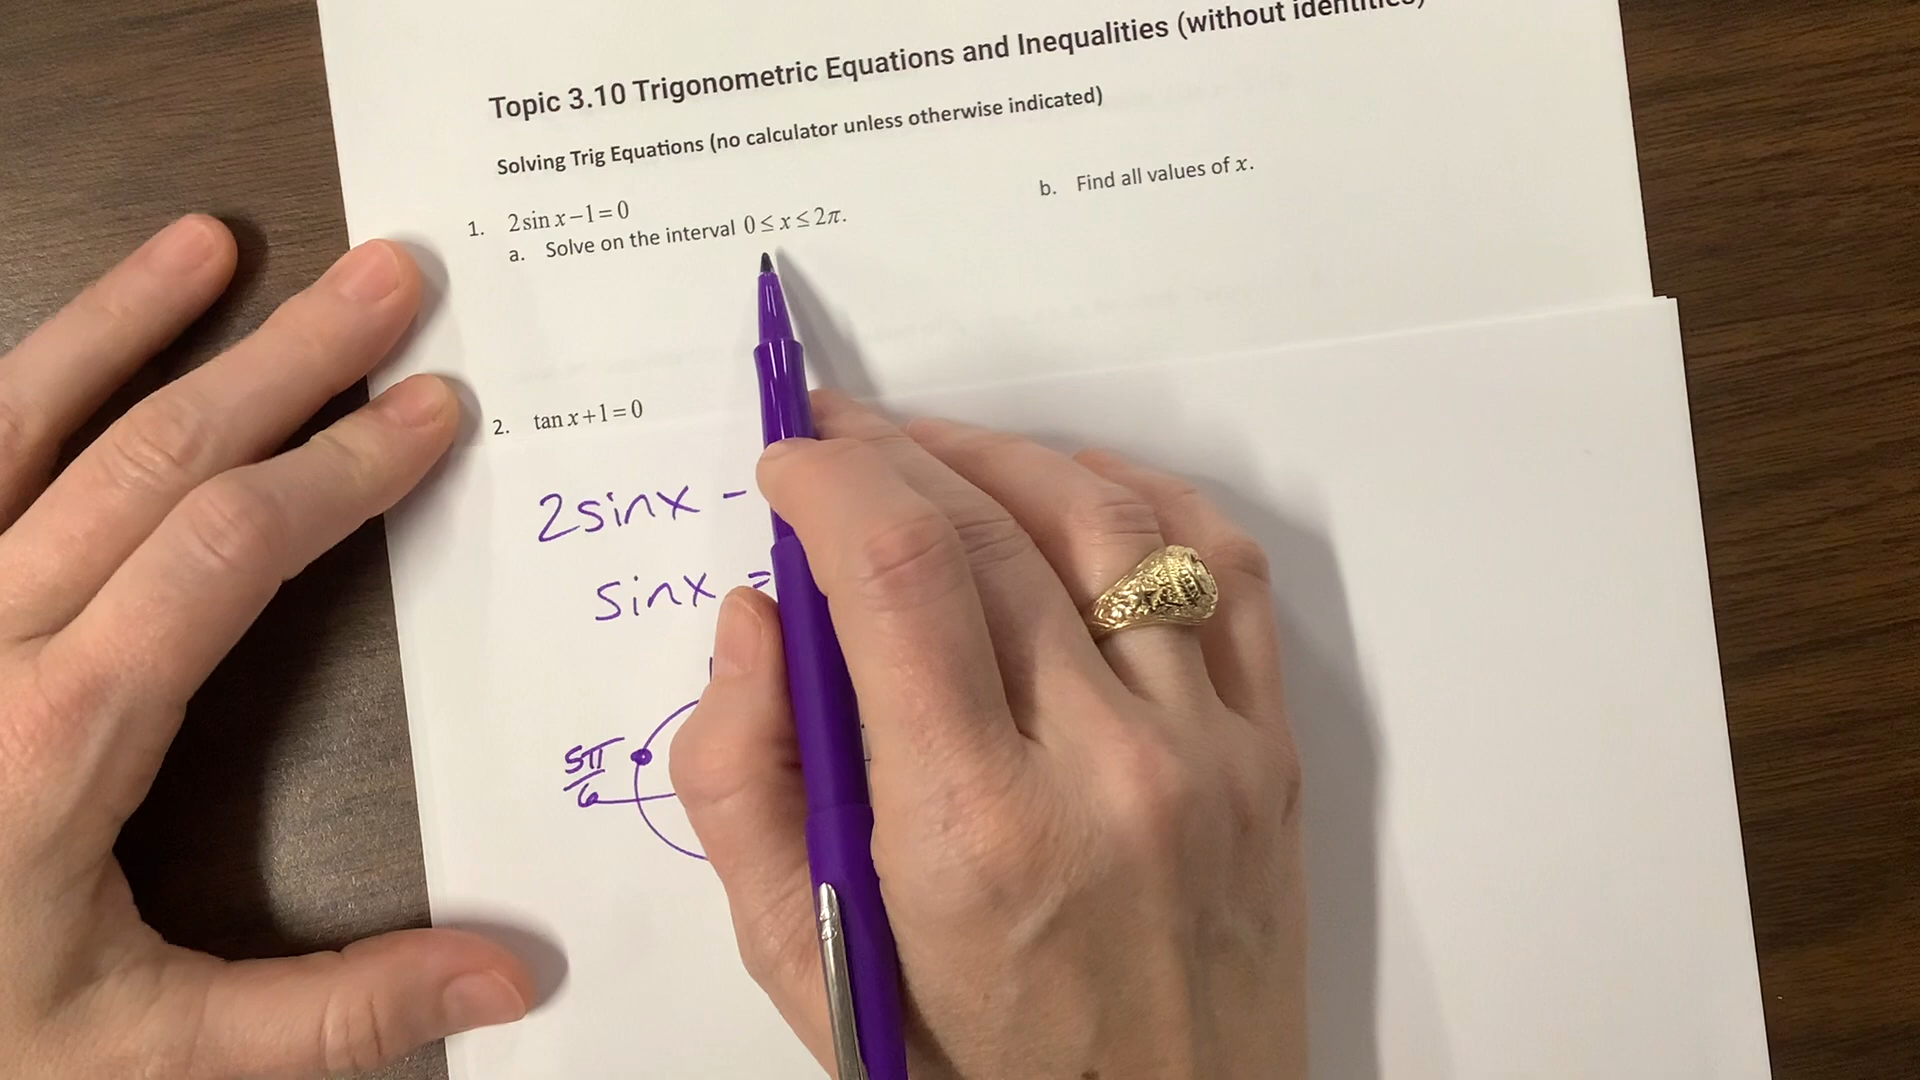 Topic 3.10 Trigonometric Equations and Inequalities (without identities)
Solving Trig Equations (no calculator unless otherwise indicated)
1. 2sin x−1=0
a. Solve on the interval 0≤x≤2π.
b. Find all values of x.
2. tan x+1=0
2sinx -
sinx =
5π/6